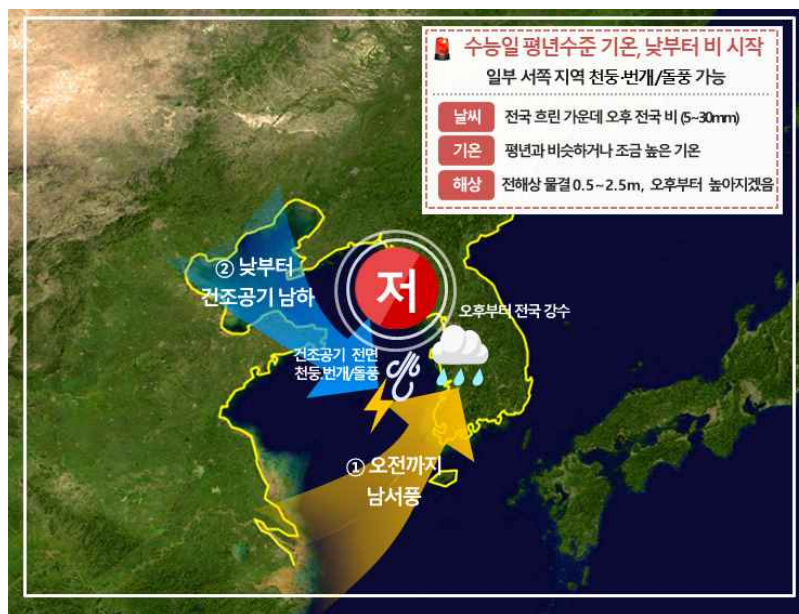 수능일 평년수준 기온, 낮부터 비 시작
일부 서쪽 지역 천둥·번개/돌풍 가능
날씨 전국 흐린 가운데 오후 전국 비 (5~30mm)
기온 평년과 비슷하거나 조금 높은 기온
해상 전해상 물결 0.5~2.5m, 오후부터 높아지겠음
② 낮부터
건조공기 남하
저
오후부터 전국 강수
건조공기 전면
천둥.번개/돌풍
① 오전까지
남서풍